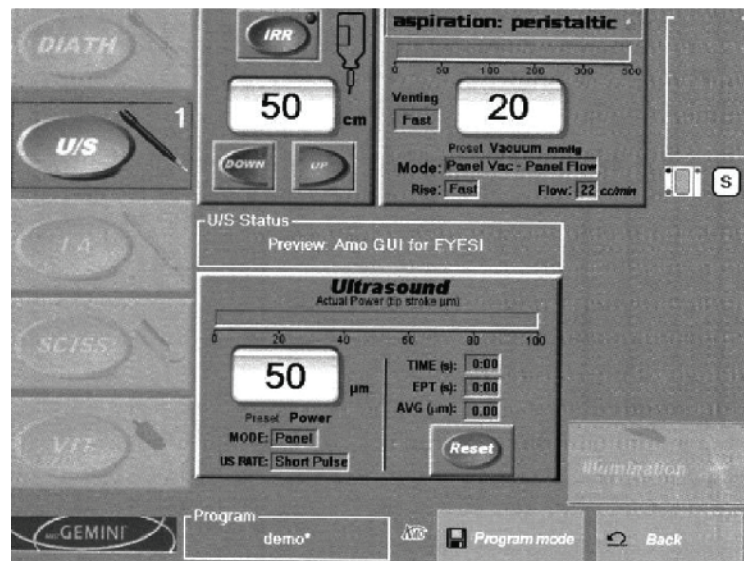 DIATH
IRR
aspiration: peristaltic
0 50 100 200 300 500
1
U/S
50 cm
DOWN UP
Venting
Fast
20
Preset Vacuum mmHg
Mode: Panel Vac - Panel Flow
Rise: Fast Flow: 22 cc/min
S
U/S Status
Preview: Amo GUI for EYESI
I/A
Ultrasound
Actual Power (tip stroke µm)
0 20 40 60 80 100
SCISS
50 µm
Preset Power
MODE: Panel
US RATE: Short Pulse
TIME (s): 0:00
EPT (s): 0:00
AVG (µm): 0.00
Reset
VIT
Illumination
GEMINI
Program
demo*
Program mode
Back